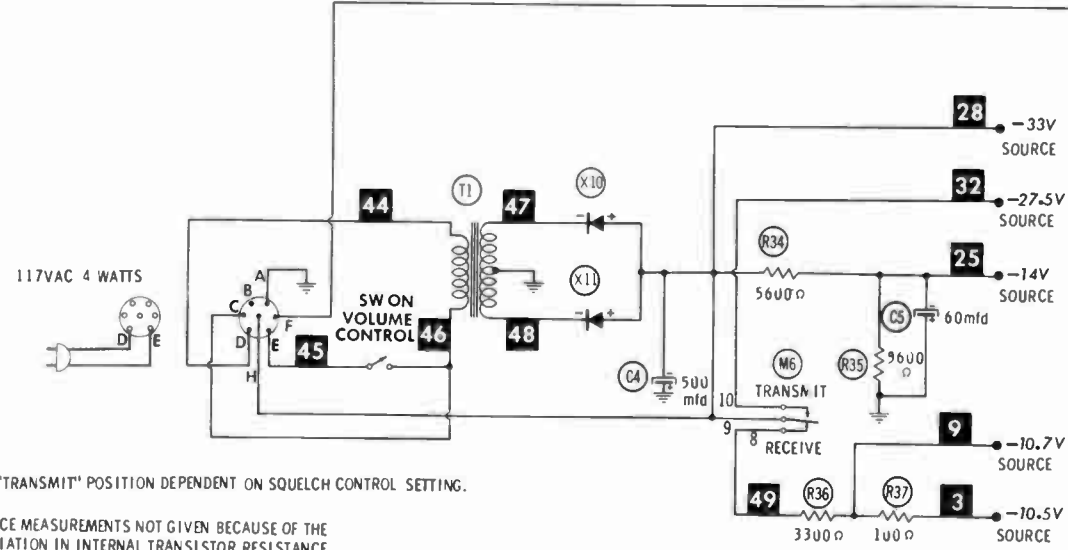 28
-33V
SOURCE
32
-27.5V
SOURCE
44
T1
47
X10
- +
R34
5600Ω
25
-14V
SOURCE
117VAC 4 WATTS
D E
A
B
C
D E
F
H
SW ON
VOLUME
CONTROL
45
46
48
X11
- +
C4
500
mfd
C5
60mfd
R35
5600
Ω
M6
TRANSMIT
10
9
8
RECEIVE
9
-10.7V
SOURCE
49
R36
3300Ω
R37
100Ω
3
-10.5V
SOURCE
"TRANSMIT" POSITION DEPENDENT ON SQUELCH CONTROL SETTING.
CE MEASUREMENTS NOT GIVEN BECAUSE OF THE
IATION IN INTERNAL TRANSISTOR RESISTANCE